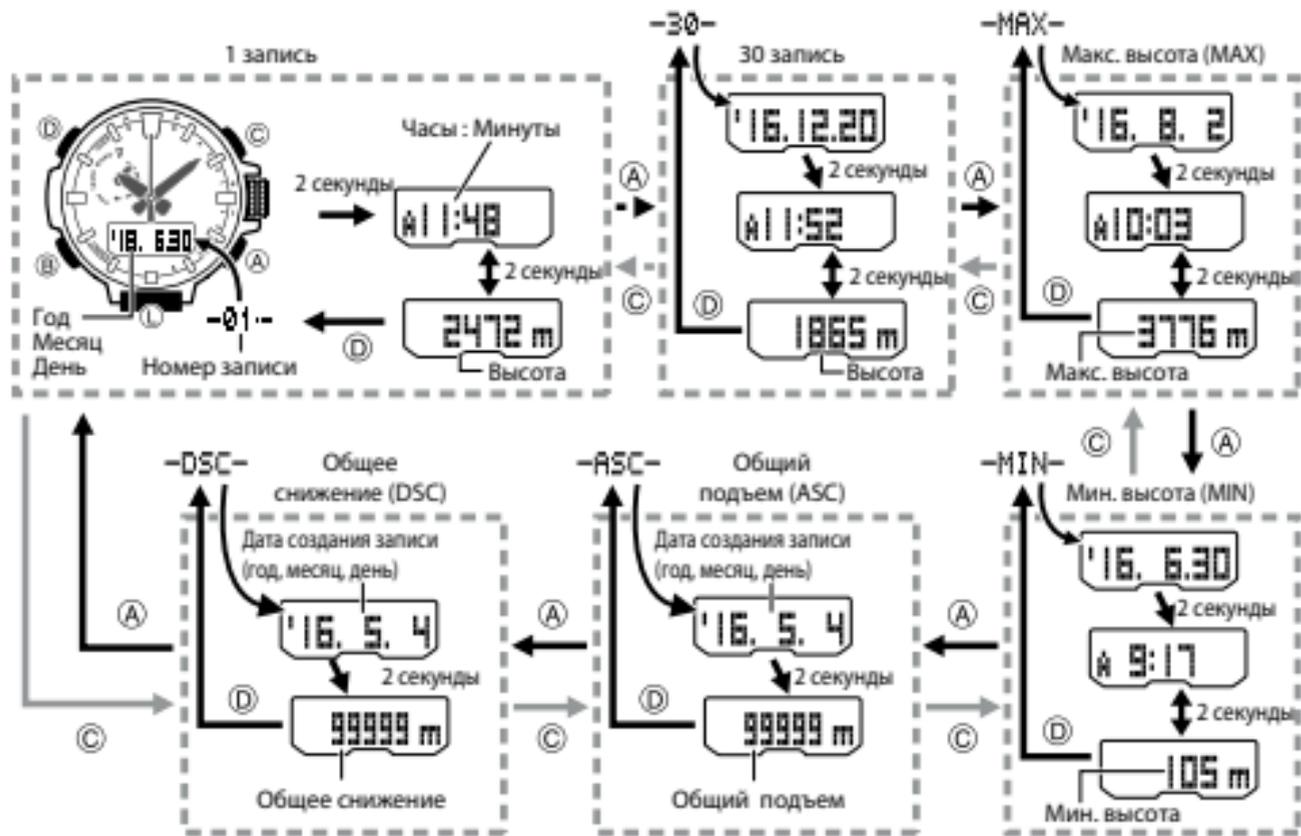 1 запись
D
C
B
A
L
'18. 6.30
Год
Месяц
День
-01-
Номер записи
Часы : Минуты
2 секунды
A11:48
2 секунды
2472 m
Высота
D
A
C
-30-
30 запись
'16.12.20
2 секунды
A11:52
2 секунды
D
1865 m
Высота
A
C
-MAX-
Макс. высота (MAX)
'16. 8. 2
2 секунды
A10:03
2 секунды
D
3776 m
Макс. высота
C
A
-DSC-
Общее
снижение (DSC)
Дата создания записи
(год, месяц, день)
'16. 5. 4
2 секунды
D
99999 m
Общее снижение
A
C
A
C
-ASC-
Общий
подъем (ASC)
Дата создания записи
(год, месяц, день)
'16. 5. 4
2 секунды
D
99999 m
Общий подъем
A
C
-MIN-
Мин. высота (MIN)
'16. 6.30
2 секунды
A 9:17
2 секунды
D
105 m
Мин. высота